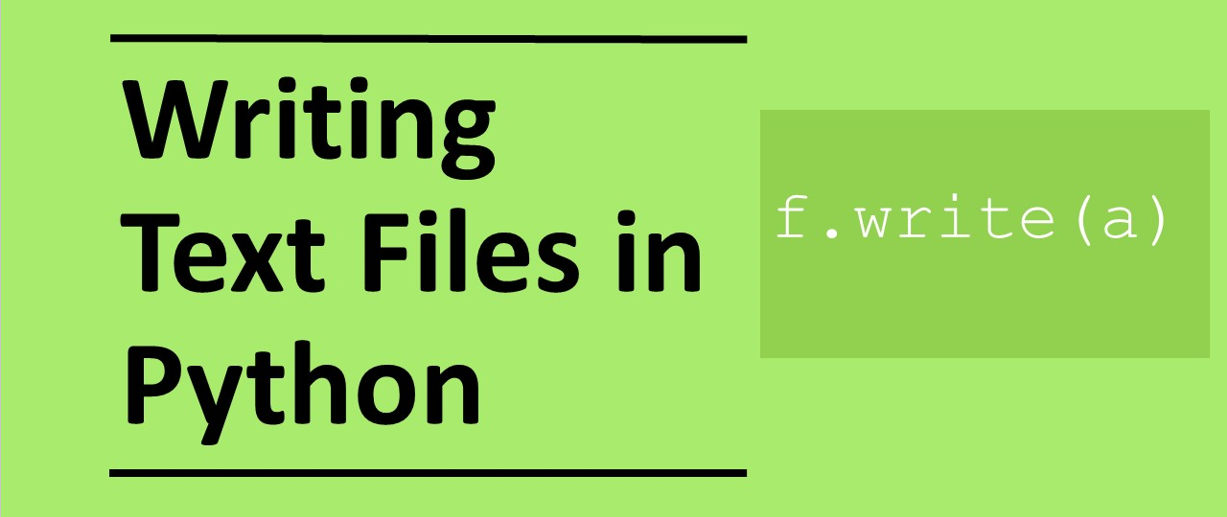 Writing
Text Files in
Python
f.write(a)